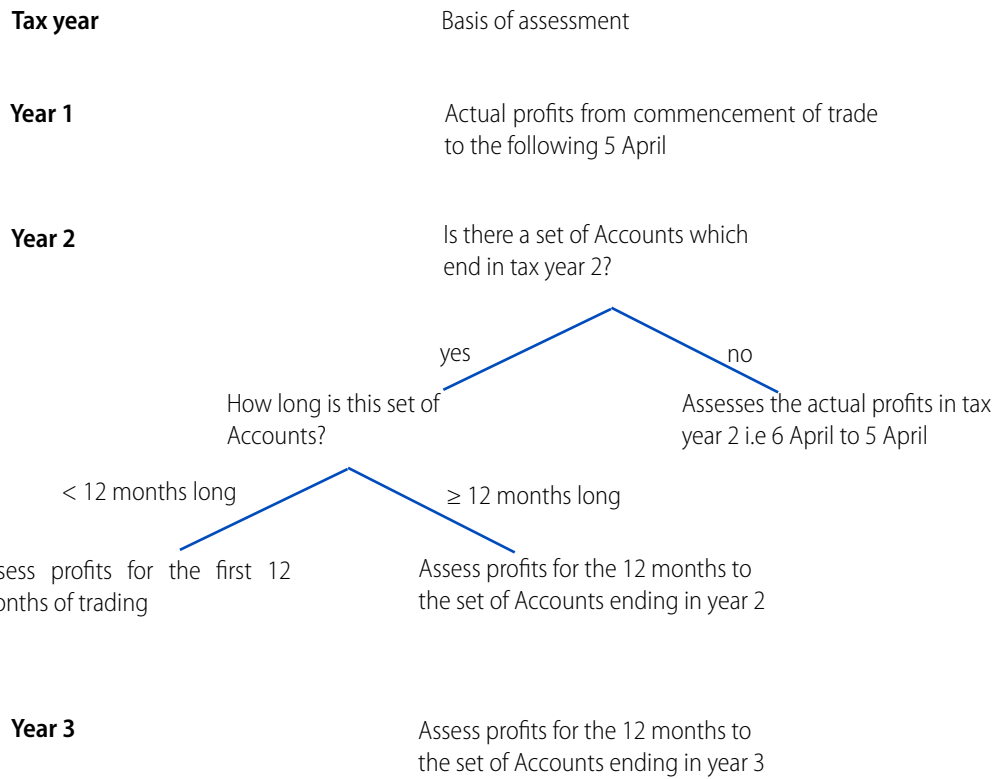 Tax year
Basis of assessment
Year 1
Actual profits from commencement of trade
to the following 5 April
Year 2
Is there a set of Accounts which
end in tax year 2?
yes
no
How long is this set of
Accounts?
Assesses the actual profits in tax
year 2 i.e 6 April to 5 April
< 12 months long
≥ 12 months long
sess profits for the first 12
onths of trading
Assess profits for the 12 months to
the set of Accounts ending in year 2
Year 3
Assess profits for the 12 months to
the set of Accounts ending in year 3